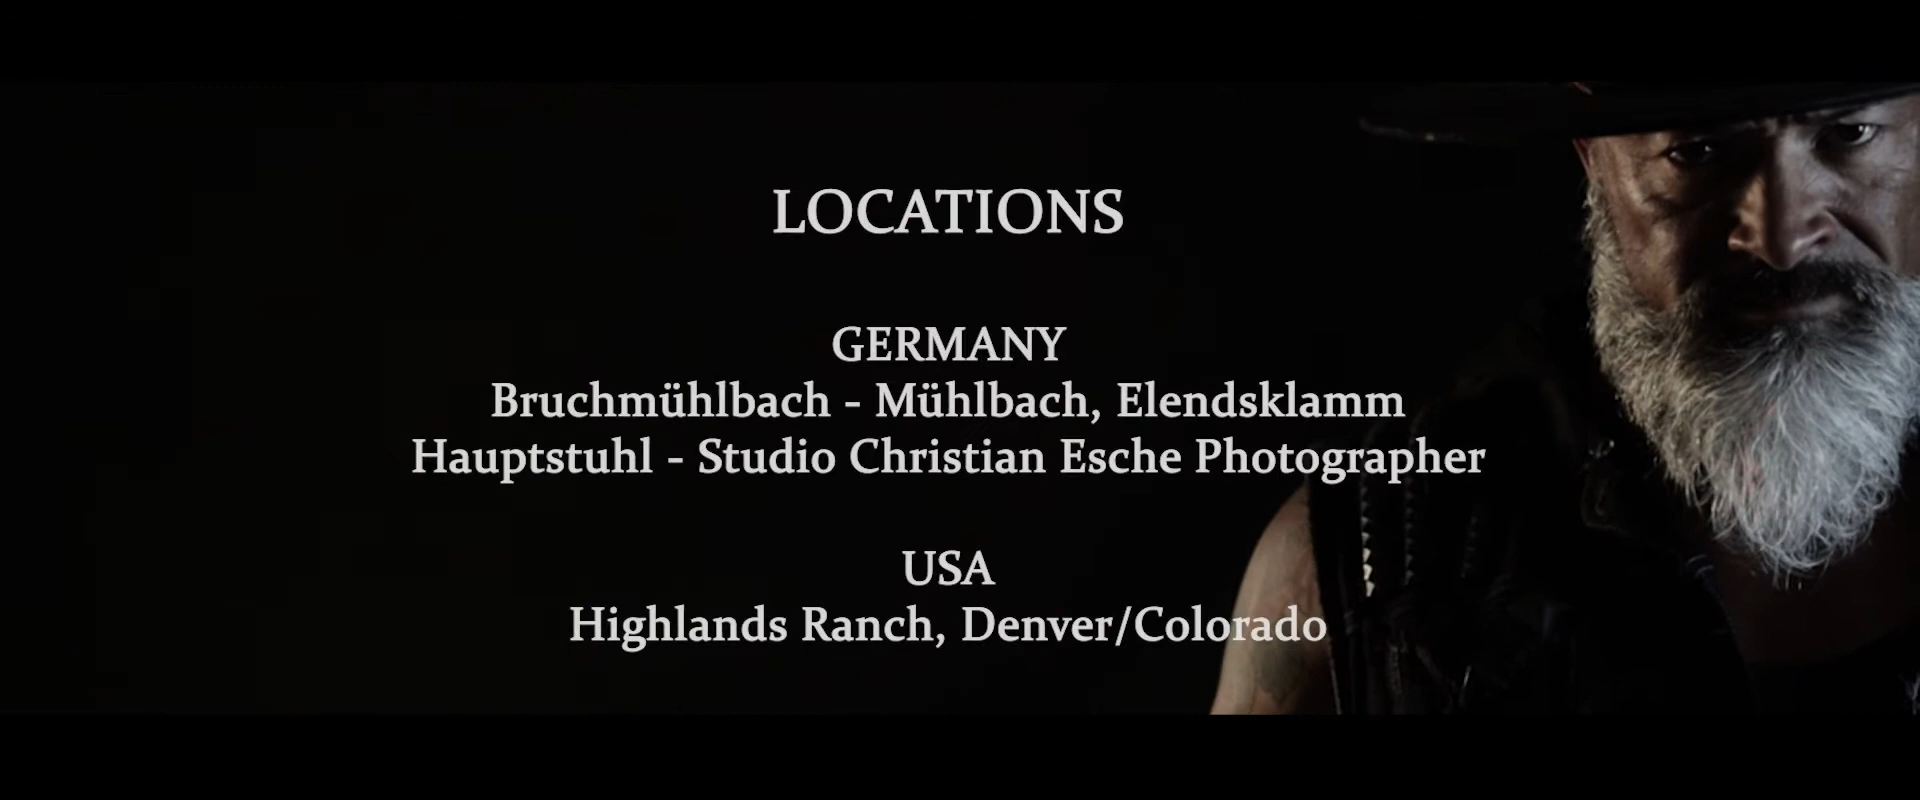 LOCATIONS
GERMANY
Bruchmühlbach - Mühlbach, Elendsklamm
Hauptstuhl - Studio Christian Esche Photographer
USA
Highlands Ranch, Denver/Colorado